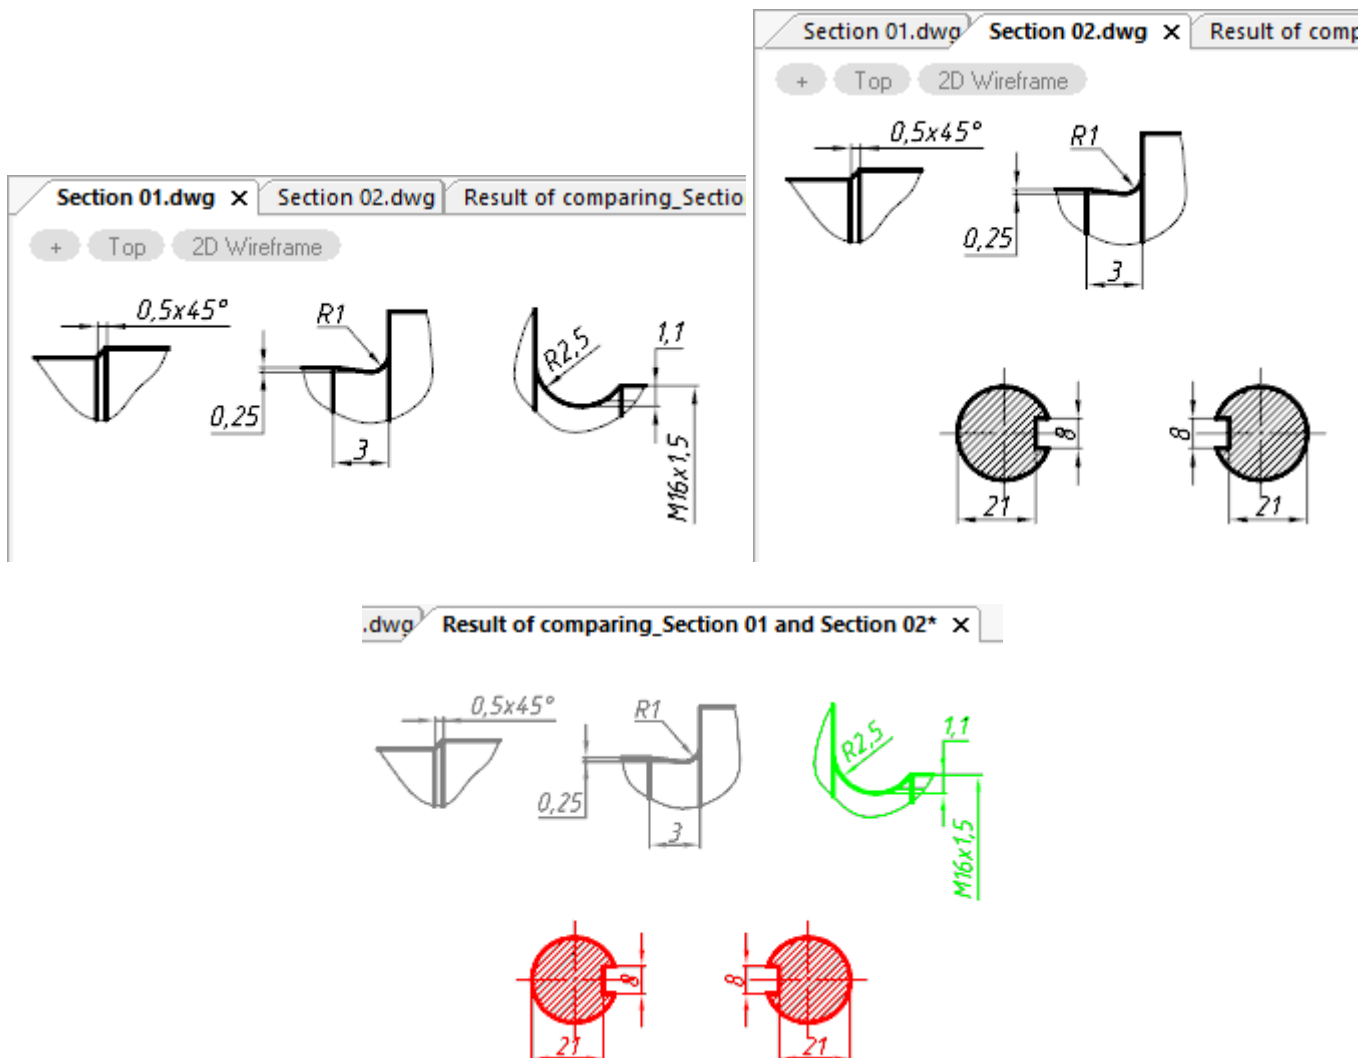 Section 01.dwg Section 02.dwg Result of comp
+ Top 2D Wireframe
0,5x45°
R1
0,25
3
8
8
21
21
Section 01.dwg Section 02.dwg Result of comparing_Sectio
+ Top 2D Wireframe
0,5x45°
R1
R2,5
1,1
0,25
3
M16x1,5
.dwg Result of comparing_Section 01 and Section 02*
0,5x45°
R1
R2,5
1,1
0,25
3
M16x1,5
8
8
21
21